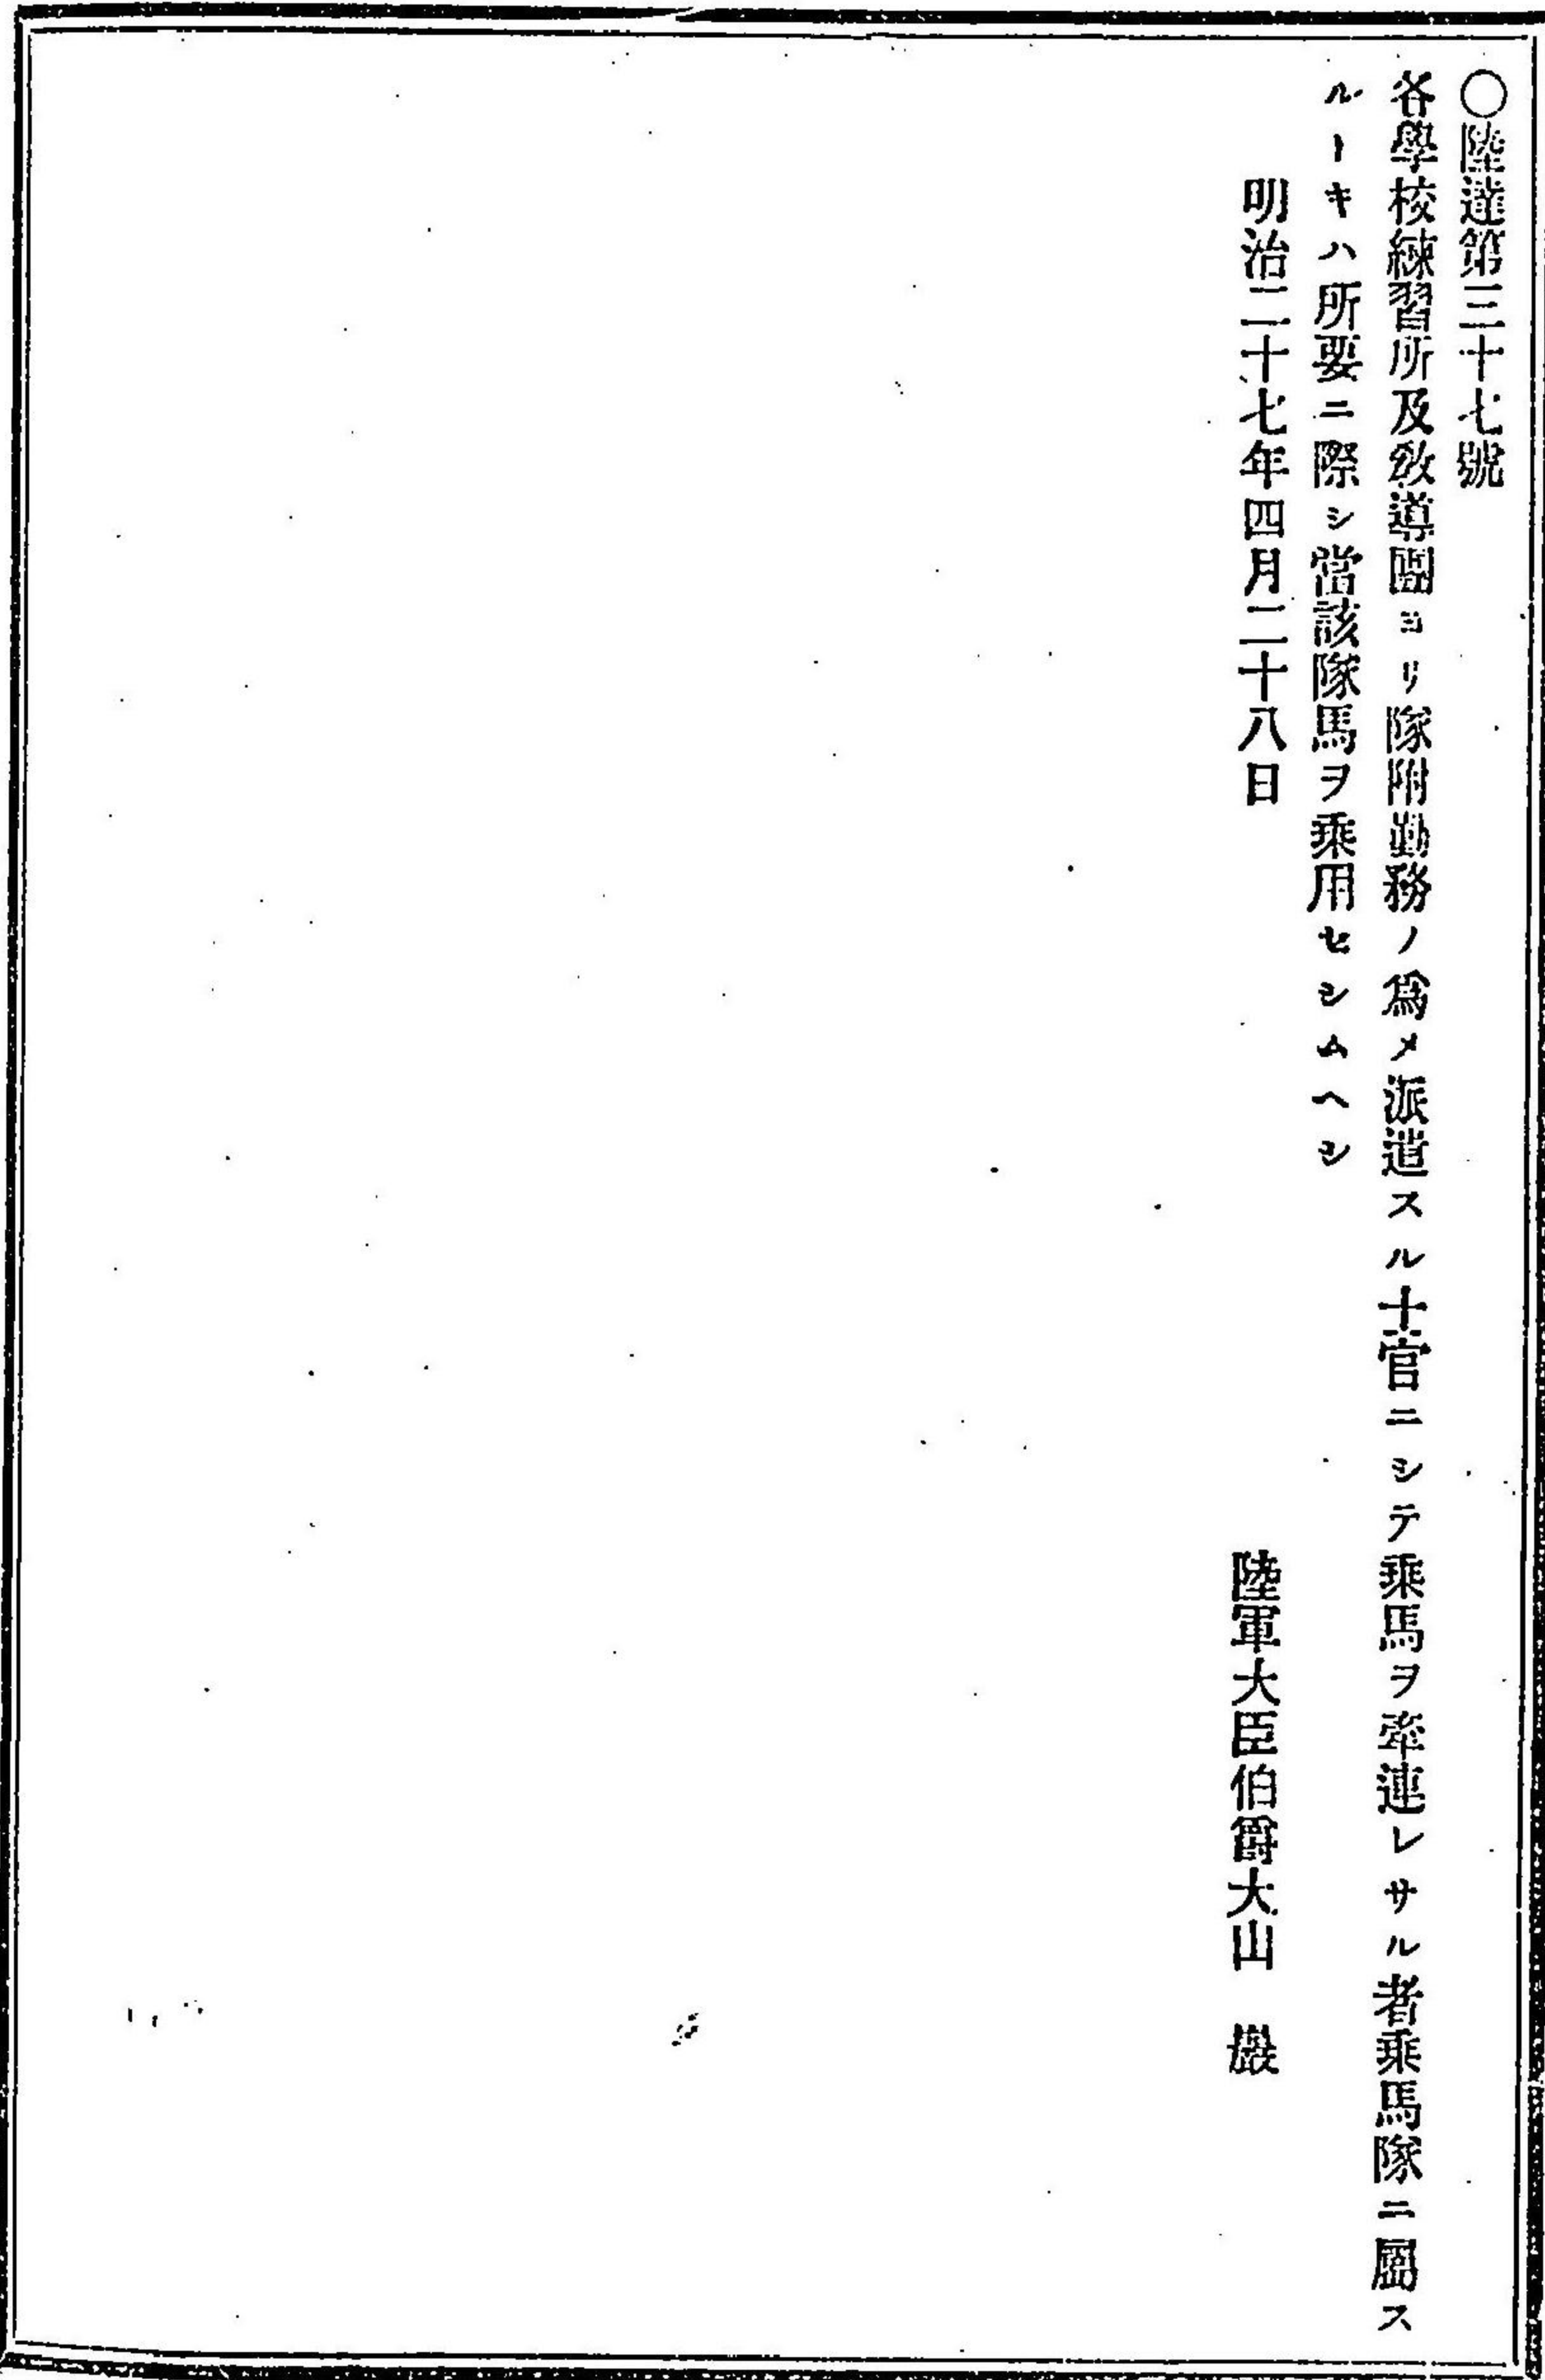 〇陸達第三十七號
各學校練習所及敎導團ヨリ隊附勤務ノ爲メ派遣スル士官ニシテ乘馬ヲ牽連レサル者乘馬隊ニ屬ス
ルトキハ所要ニ際シ當該隊馬ヲ乘用セシムヘシ
明治二十七年四月二十八日
陸軍大臣伯爵大山 巖